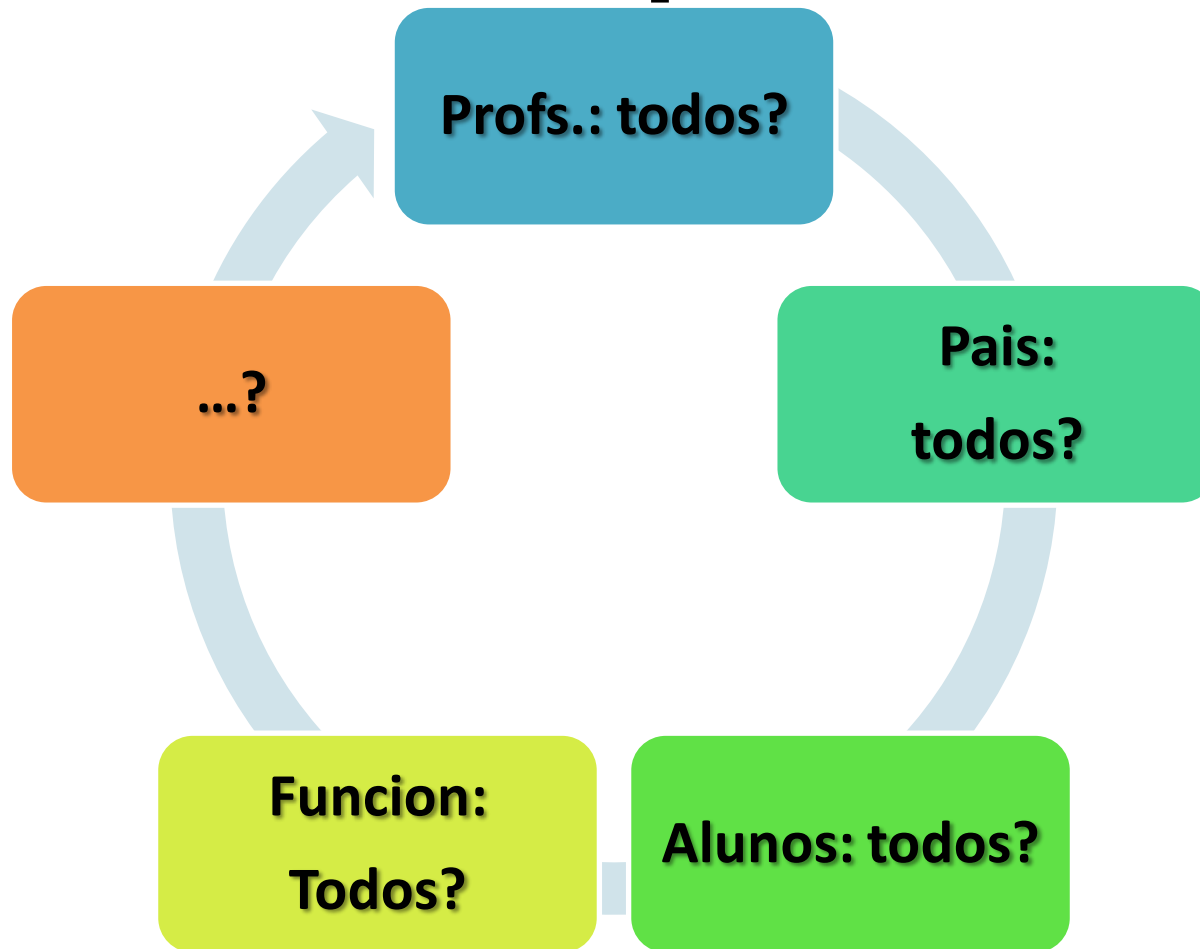 Profs.: todos?
Pais:
todos?
Alunos: todos?
Funcion:
Todos?
...?